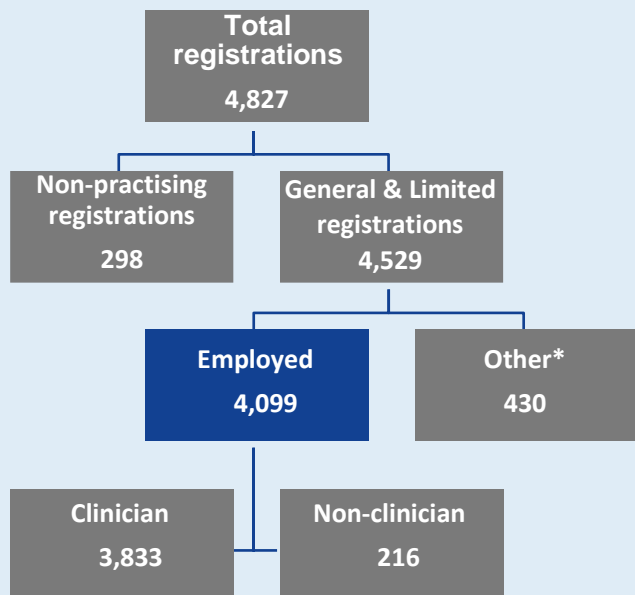 Total
registrations
4,827
Non-practising
registrations
298
General & Limited
registrations
4,529
Employed
4,099
Other*
430
Clinician
3,833
Non-clinician
216